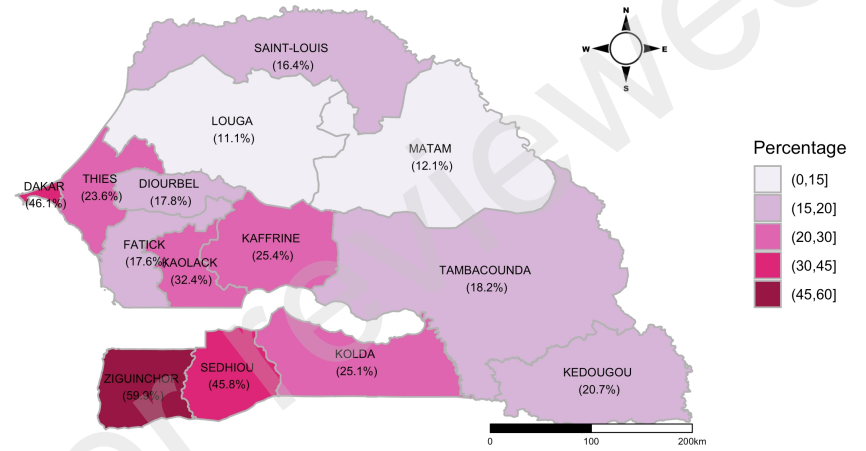 N
W
E
S
SAINT-LOUIS
(16.4%)
LOUGA
(11.1%)
MATAM
(12.1%)
DAKAR
(46.1%)
THIES
(23.6%)
DIOURBEL
(17.8%)
FATICK
(17.6%)
KAOLACK
(32.4%)
KAFFRINE
(25.4%)
TAMBACOUNDA
(18.2%)
ZIGUINCHOR
SEDHIOU
(45.8%)
KOLDA
(25.1%)
KEDOUGOU
(20.7%)
Percentage
(0,15]
(15,20]
(20,30]
(30,45]
(45,60]
0 100 200km